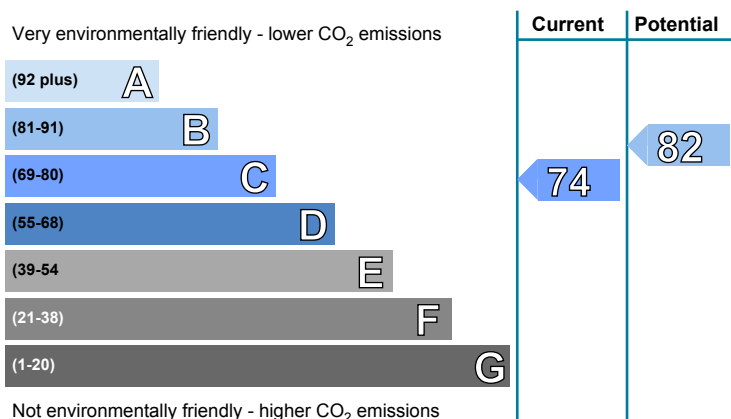 Very environmentally friendly - lower CO2 emissions
Current
Potential
(92 plus) A
(81-91) B
(69-80) C
(55-68) D
(39-54 E
(21-38) F
(1-20) G
74
82
Not environmentally friendly - higher CO2 emissions